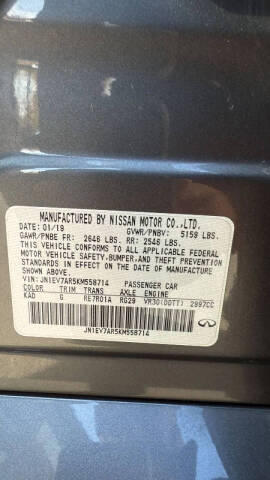 MANUFACTURED BY NISSAN MOTOR CO.,LTD.
DATE: 01/19 GVWR/PNBV: 5159 LBS.
GAWR/PNBE FR: 2646 LBS. RR: 2546 LBS.
THIS VEHICLE CONFORMS TO ALL APPLICABLE FEDERAL
MOTOR VEHICLE SAFETY,BUMPER,AND THEFT PREVENTION
STANDARDS IN EFFECT ON THE DATE OF MANUFACTURE
SHOWN ABOVE.
VIN: JN1EV7AR5KM558714 PASSENGER CAR
COLOR TRIM TRANS AXLE ENGINE
KAD G RE7R01A RG29 VR30(DDTT) 2997CC
JN1EV7AR5KM558714